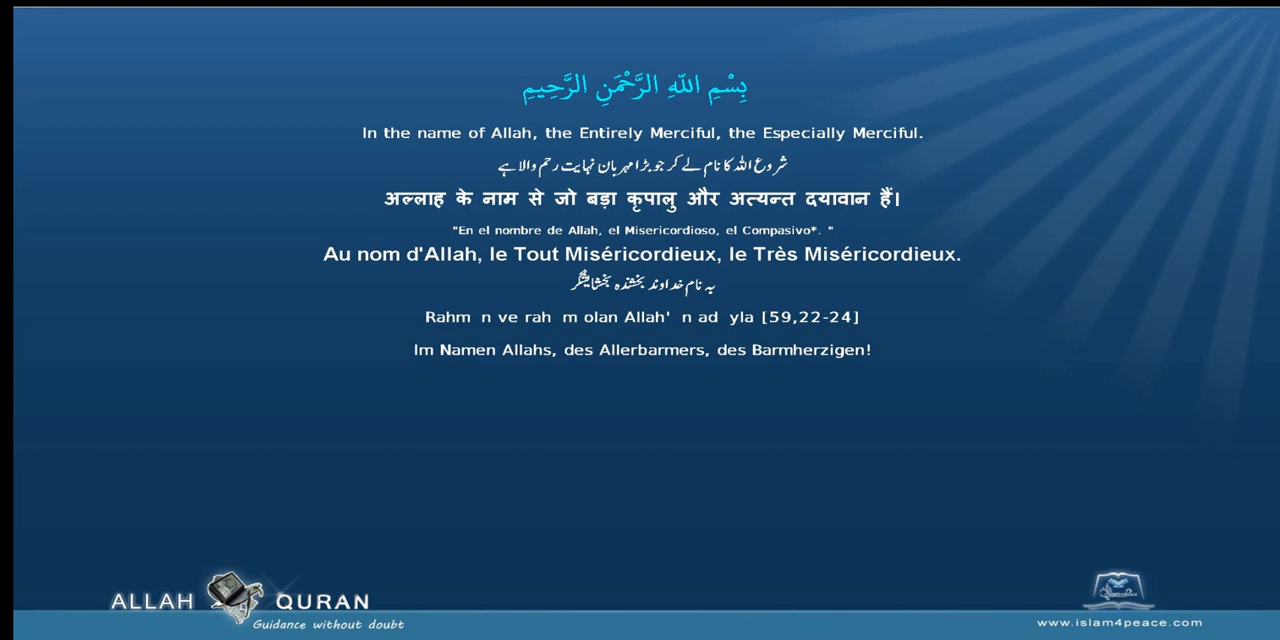 بِسْمِ اللَّهِ الرَّحْمَنِ الرَّحِيمِ
In the name of Allah, the Entirely Merciful, the Especially Merciful.
شروع الله کا نام لے کر جو بڑا مہربان نہایت رحم والا ہے
अल्लाह के नाम से जो बड़ा कृपालु और अत्यन्त दयावान हैं।
"En el nombre de Allah, el Misericordioso, el Compasivo*. "
Au nom d'Allah, le Tout Miséricordieux, le Très Miséricordieux.
به نام خداوند بخشنده بخشایشگر
Rahm n ve rah m olan Allah' n ad yla [59,22-24]
Im Namen Allahs, des Allerbarmers, des Barmherzigen!
ALLAH QURAN
Guidance without doubt
www.islam4peace.com